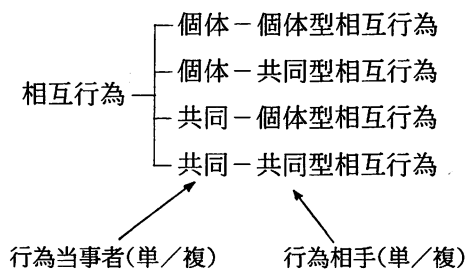 個体－個体型相互行為
個体－共同型相互行為
相互行為
共同－個体型相互行為
共同－共同型相互行為
行為当事者(単／複) 行為相手(単／複)